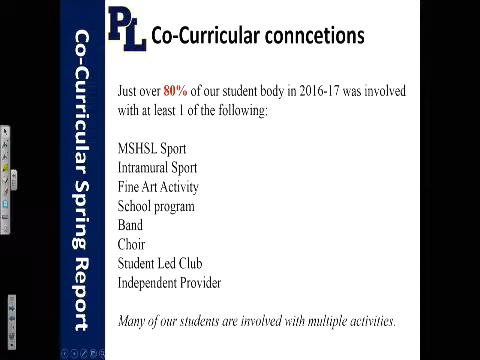 Co-Curricular Spring Report
PL Co-Curricular conncetions
Just over 80% of our student body in 2016-17 was involved
with at least 1 of the following:
MSHSL Sport
Intramural Sport
Fine Art Activity
School program
Band
Choir
Student Led Club
Independent Provider
Many of our students are involved with multiple activities.